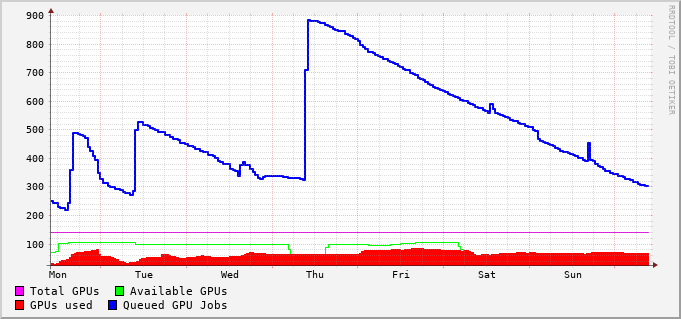 900
800
700
600
500
400
300
200
100
Mon Tue Wed Thu Fri Sat Sun
Total GPUs Available GPUs
GPUs used Queued GPU Jobs
RRDTOOL / TOBI OETIKER